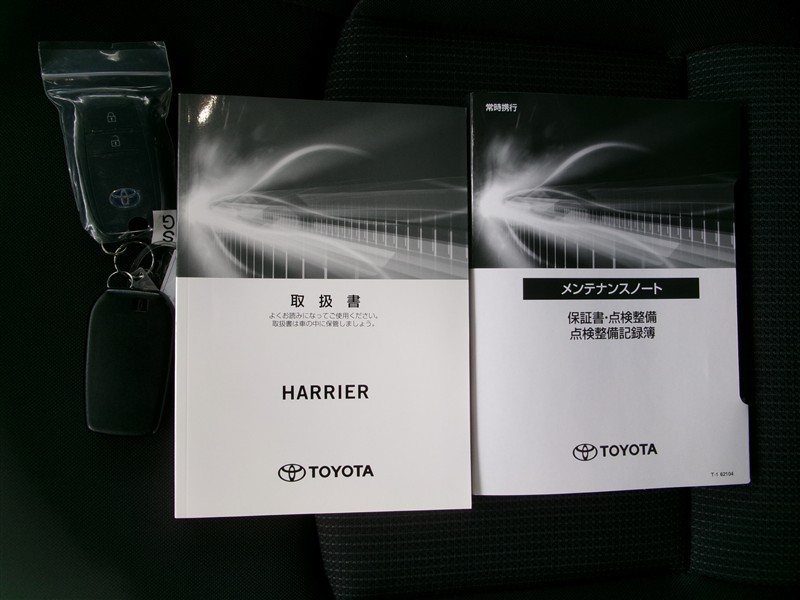 取扱書
よくお読みになってご使用ください。
取扱書は車の中に保管しましょう。
HARRIER
TOYOTA
常時携行
メンテナンスノート
保証書・点検整備
点検整備記録簿
TOYOTA
T-1 62104